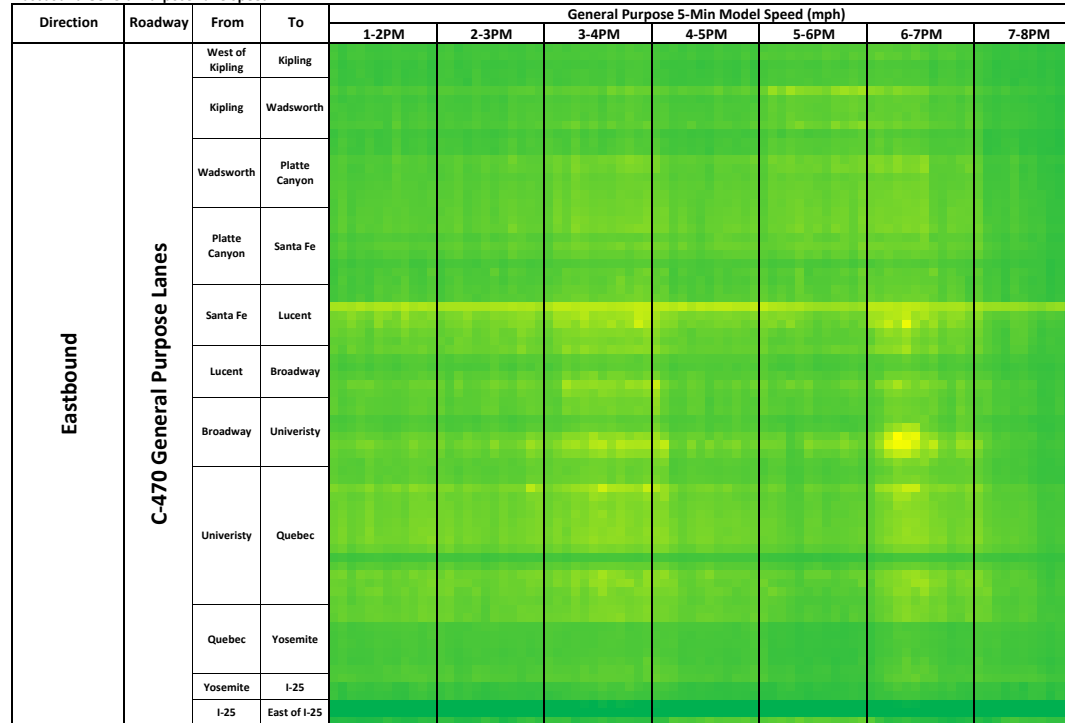 Direction Roadway From To General Purpose 5-Min Model Speed (mph)
1-2PM 2-3PM 3-4PM 4-5PM 5-6PM 6-7PM 7-8PM
Eastbound
C-470 General Purpose Lanes
West of
Kipling
Kipling
Kipling
Wadsworth
Wadsworth
Platte
Canyon
Platte
Canyon
Santa Fe
Santa Fe
Lucent
Lucent
Broadway
Broadway
Univeristy
Univeristy
Quebec
Quebec
Yosemite
Yosemite
I-25
I-25
East of I-25